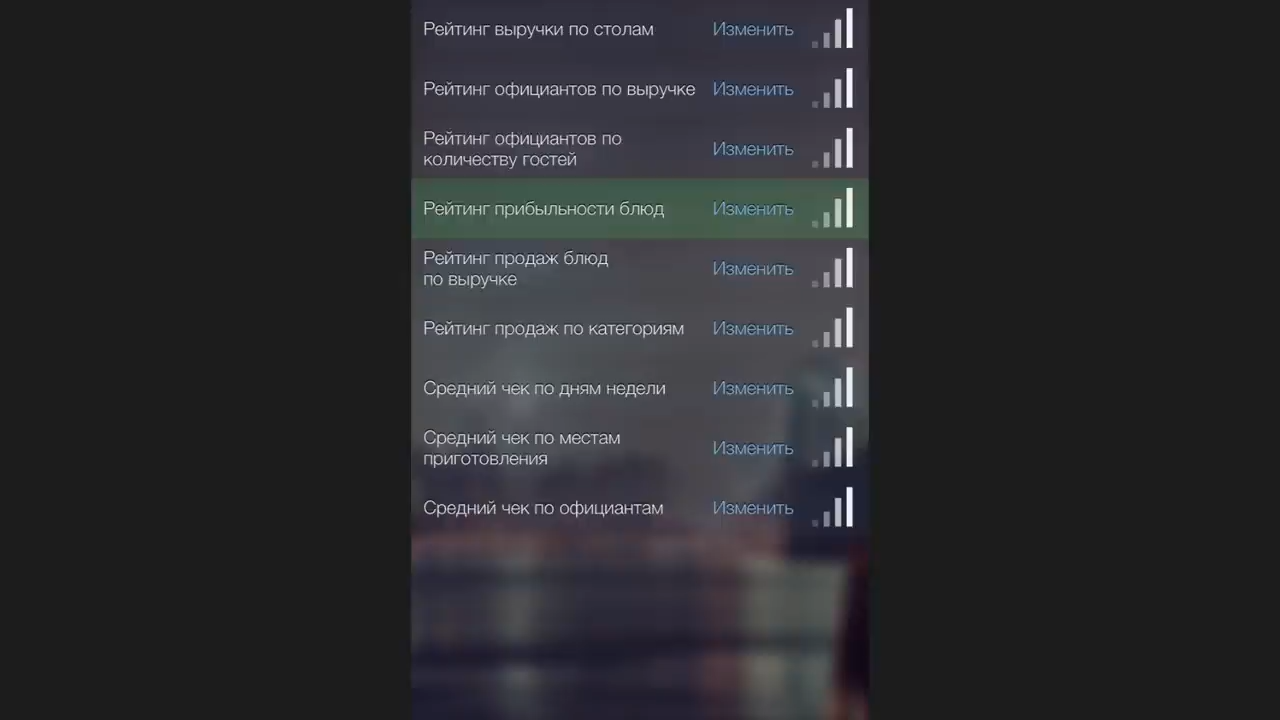 Рейтинг выручки по столам Изменить
Рейтинг официантов по выручке Изменить
Рейтинг официантов по
количеству гостей Изменить
Рейтинг прибыльности блюд Изменить
Рейтинг продаж блюд
по выручке Изменить
Рейтинг продаж по категориям Изменить
Средний чек по дням недели Изменить
Средний чек по местам
приготовления Изменить
Средний чек по официантам Изменить